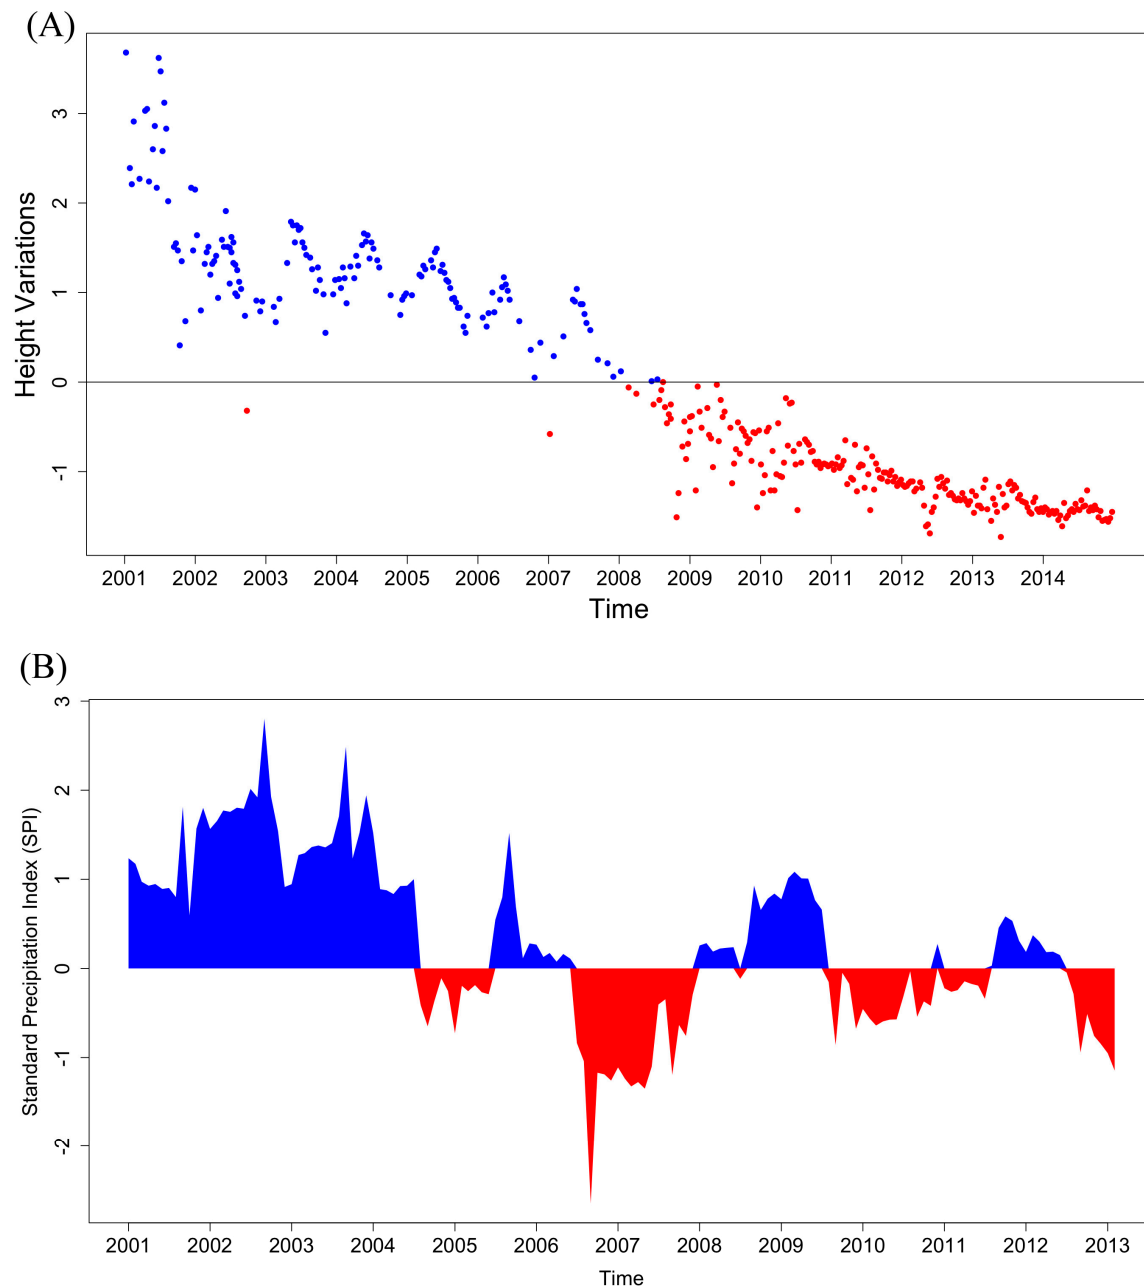 (A)
Height Variations
3
2
1
0
-1
2001 2002 2003 2004 2005 2006 2007 2008 2009 2010 2011 2012 2013 2014
Time
(B)
Standard Precipitation Index (SPI)
3
2
1
0
-1
-2
2001 2002 2003 2004 2005 2006 2007 2008 2009 2010 2011 2012 2013
Time